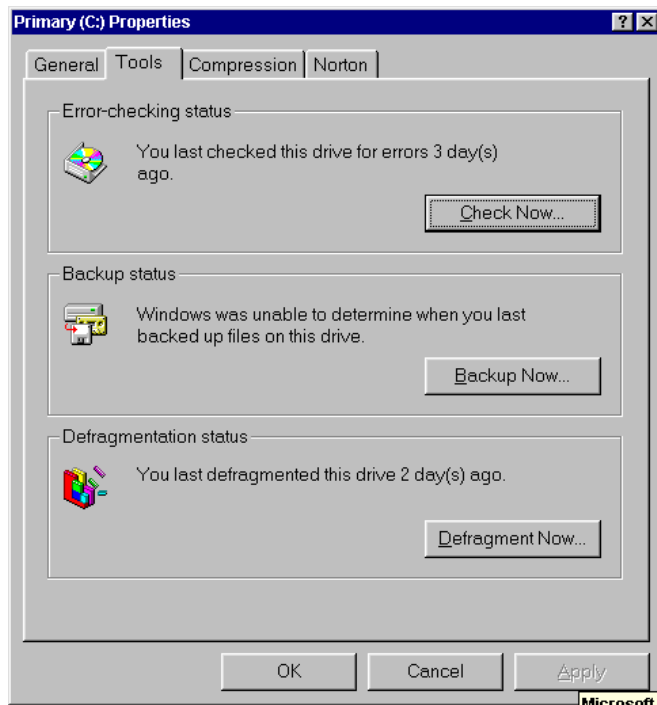 Primary (C:) Properties
General Tools Compression Norton
Error-checking status
You last checked this drive for errors 3 day(s)
ago.
Check Now...
Backup status
Windows was unable to determine when you last
backed up files on this drive.
Backup Now...
Defragmentation status
You last defragmented this drive 2 day(s) ago.
Defragment Now...
OK Cancel Apply
Microsoft